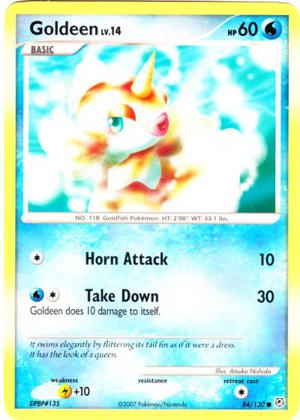 Goldeen LV.14
HP 60
BASIC
NO. 118 Goldfish Pokémon HT: 2'00" WT: 33.1 lbs.
Horn Attack 10
Take Down 30
Goldeen does 10 damage to itself.
It swims elegantly by flittering its tail fin as if it were a dress.
It has the look of a queen.
Illus. Atsuko Nishida
DPBP#135
84/130
weakness resistance retreat cost
+10
©2007 Pokémon/Nintendo